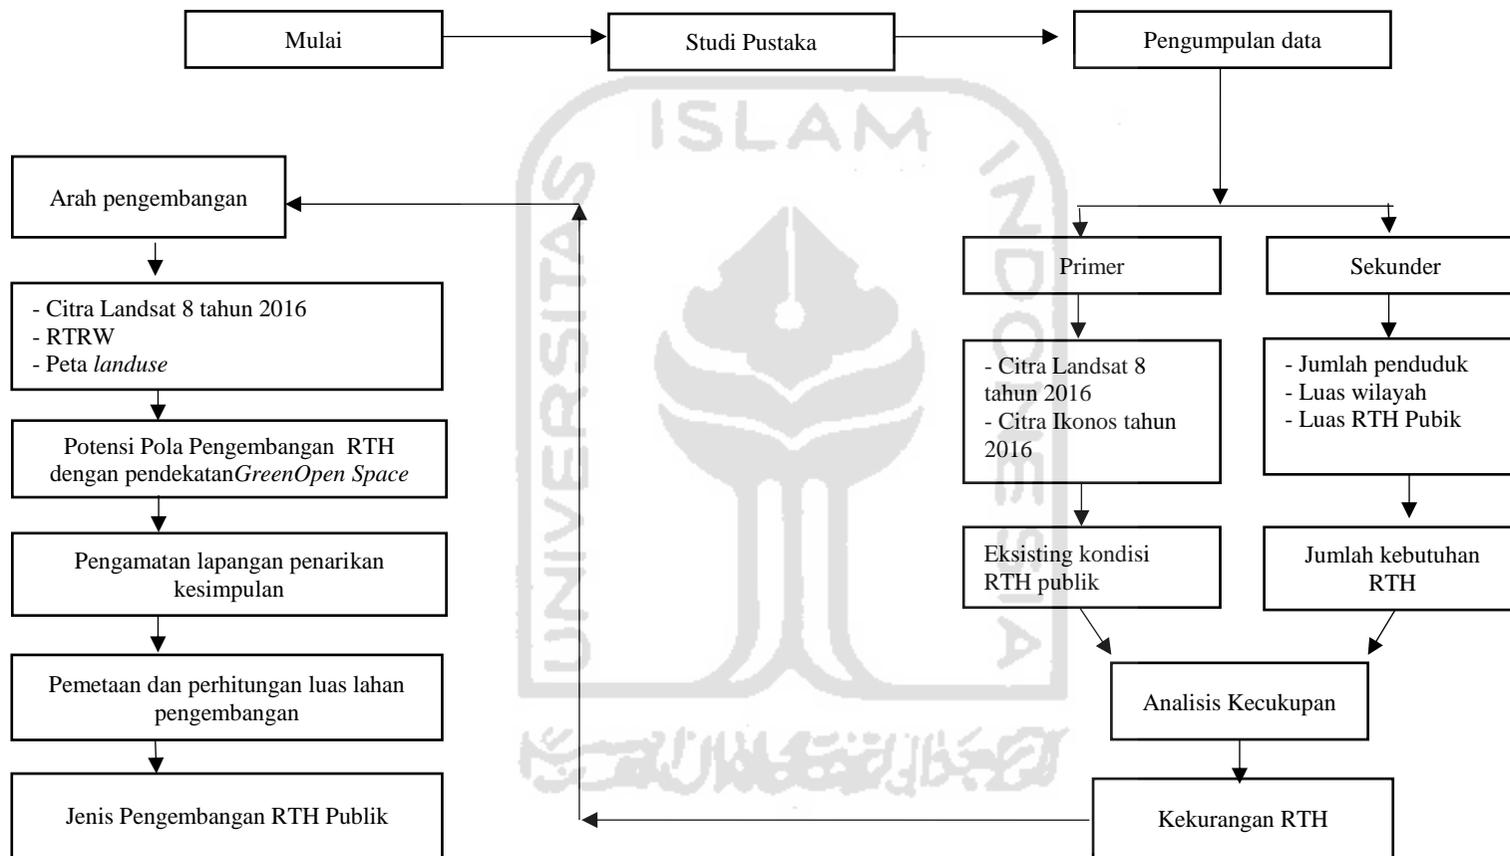 Mulai
Studi Pustaka
Pengumpulan data
Primer
Sekunder
- Citra Landsat 8
tahun 2016
- Citra Ikonos tahun
2016
- Jumlah penduduk
- Luas wilayah
- Luas RTH Pubik
Eksisting kondisi
RTH publik
Jumlah kebutuhan
RTH
Analisis Kecukupan
Kekurangan RTH
Arah pengembangan
- Citra Landsat 8 tahun 2016
- RTRW
- Peta landuse
Potensi Pola Pengembangan RTH
dengan pendekatanGreenOpen Space
Pengamatan lapangan penarikan
kesimpulan
Pemetaan dan perhitungan luas lahan
pengembangan
Jenis Pengembangan RTH Publik
UNIVERSITAS
ISLAM
INDONESIA